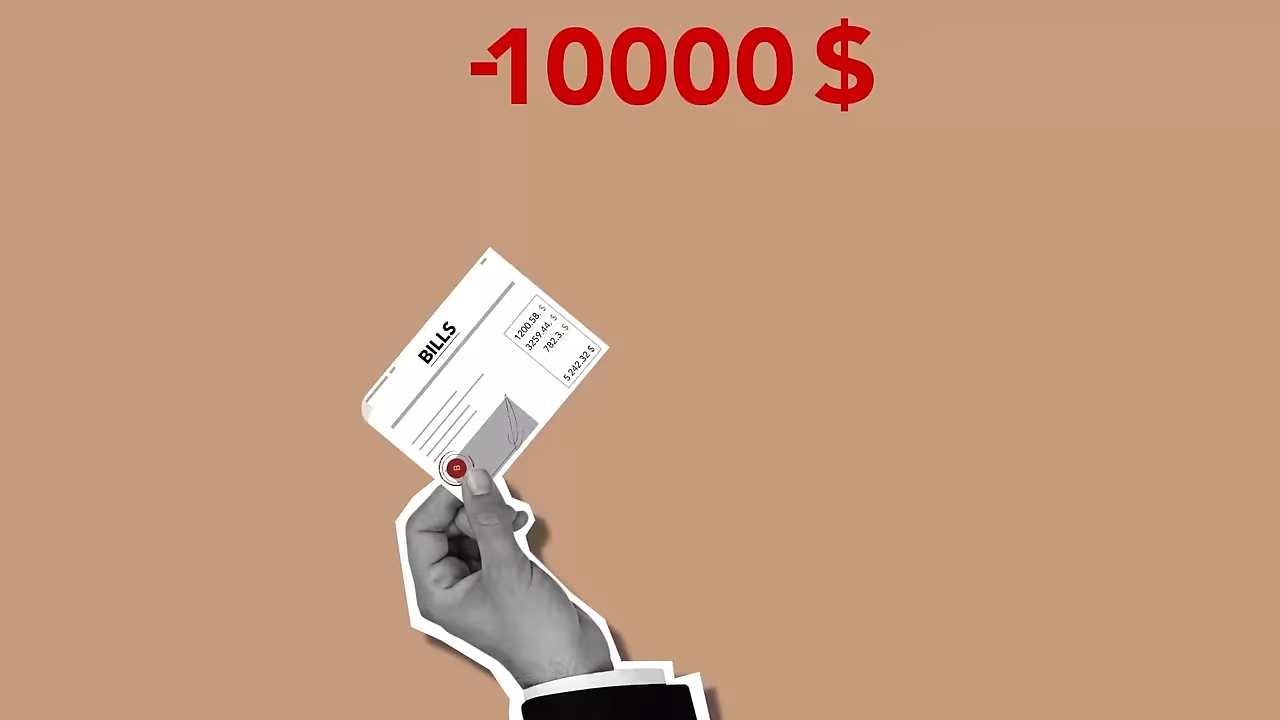 -10000 $
BILLS
1200.58. $
3259.44. $
782.3. $
5 242.32 $
B